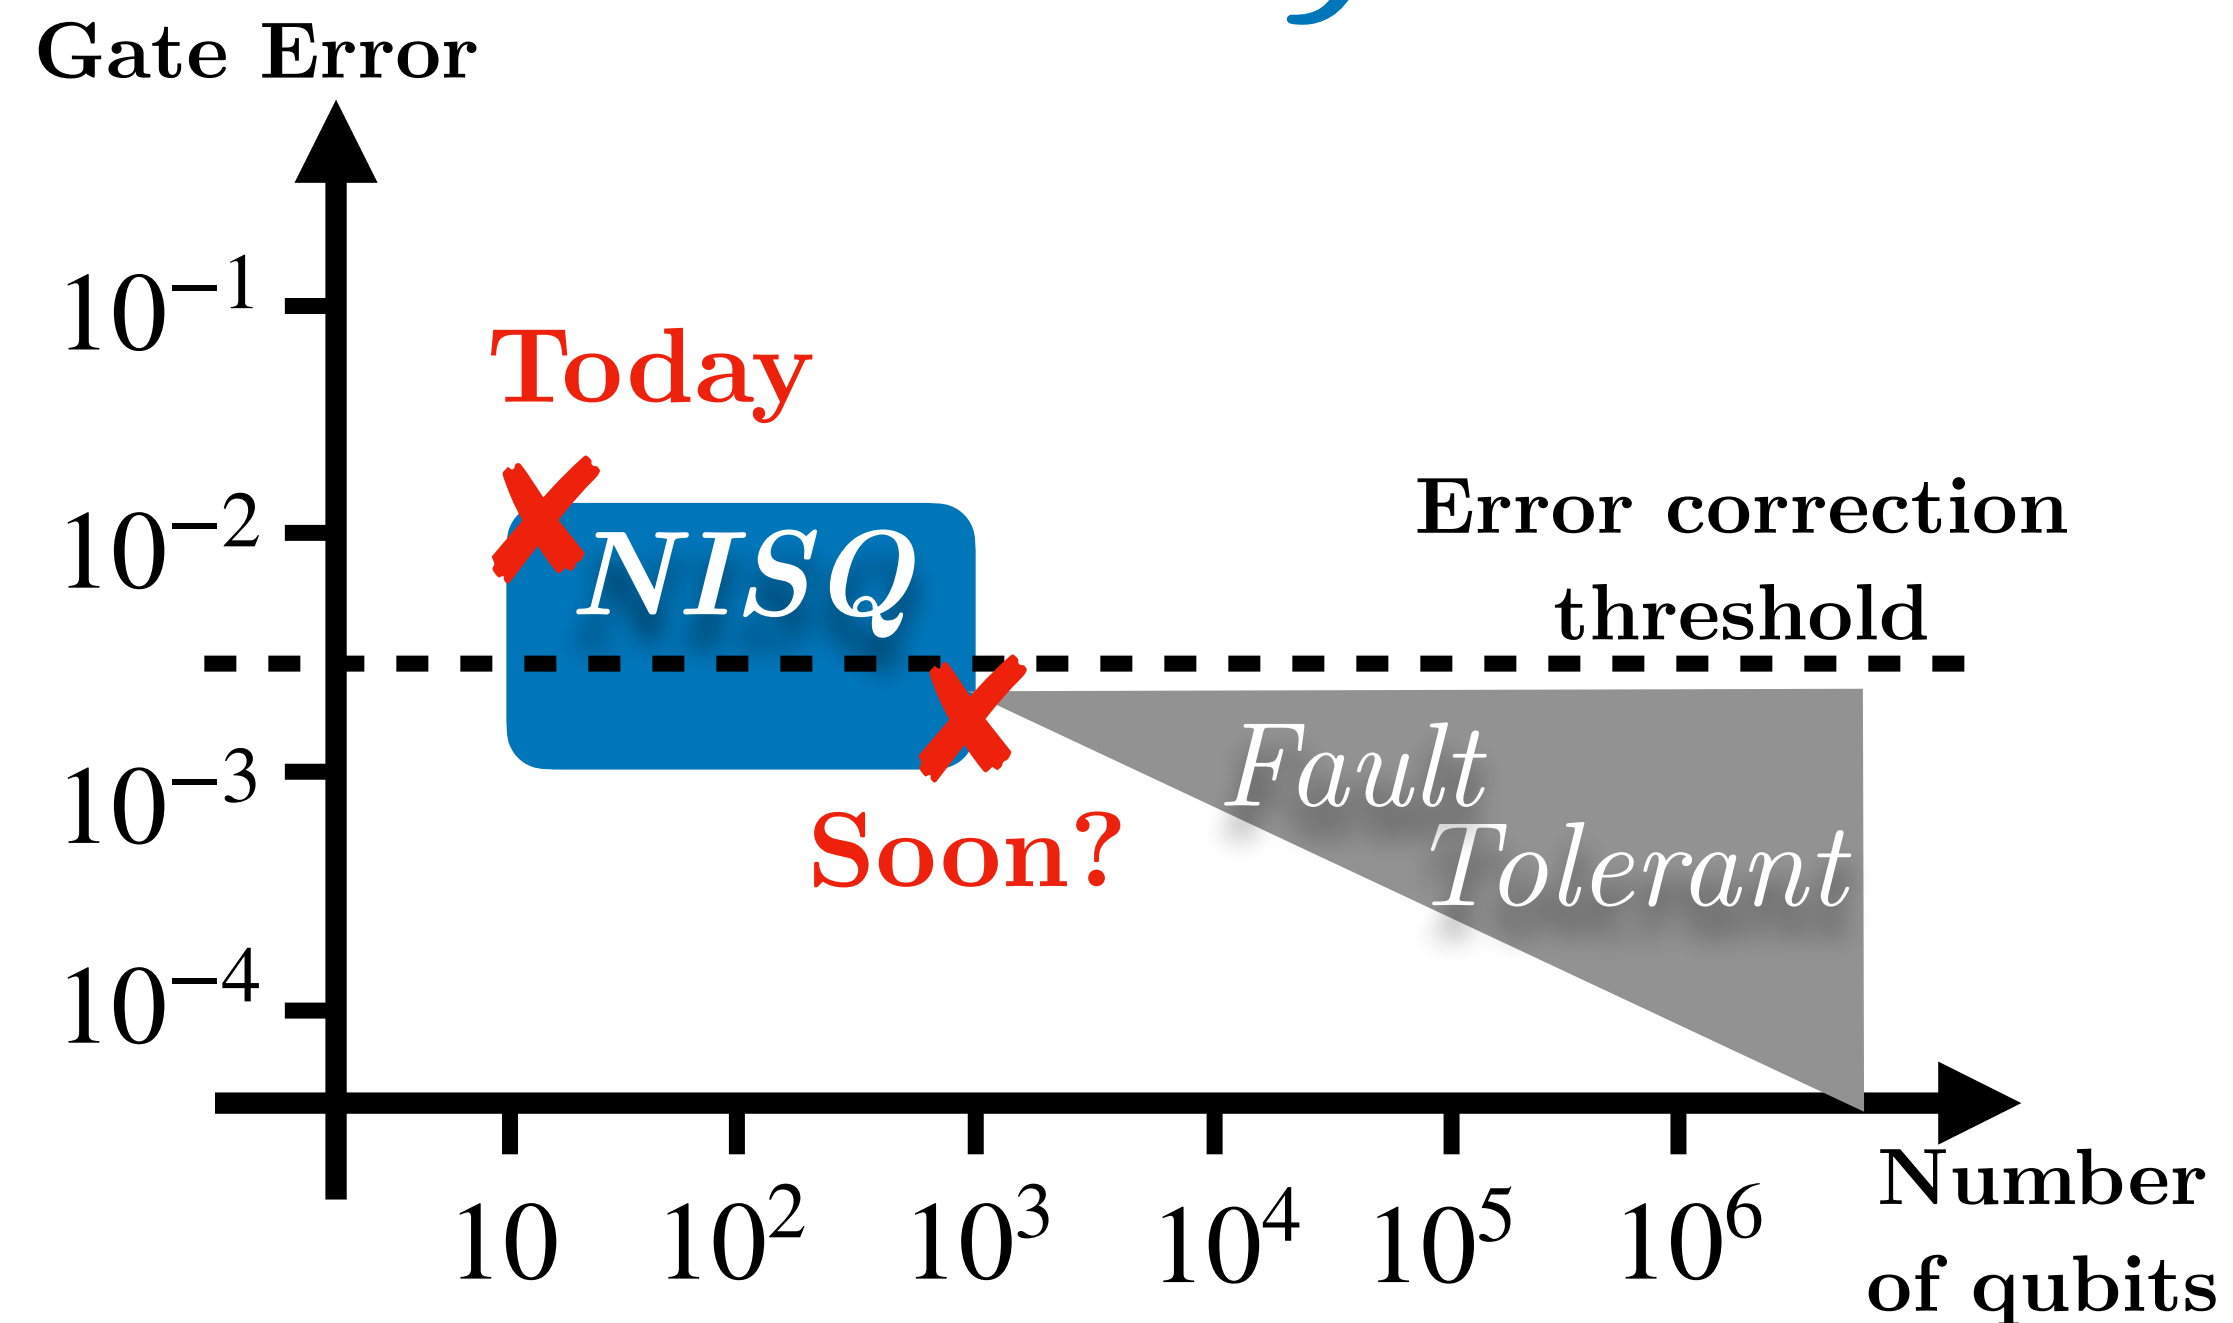 Gate Error
10⁻¹
Today
10⁻²
NISQ
Error correction
threshold
10⁻³
Fault
Tolerant
Soon?
10⁻⁴
10 10² 10³ 10⁴ 10⁵ 10⁶
Number
of qubits